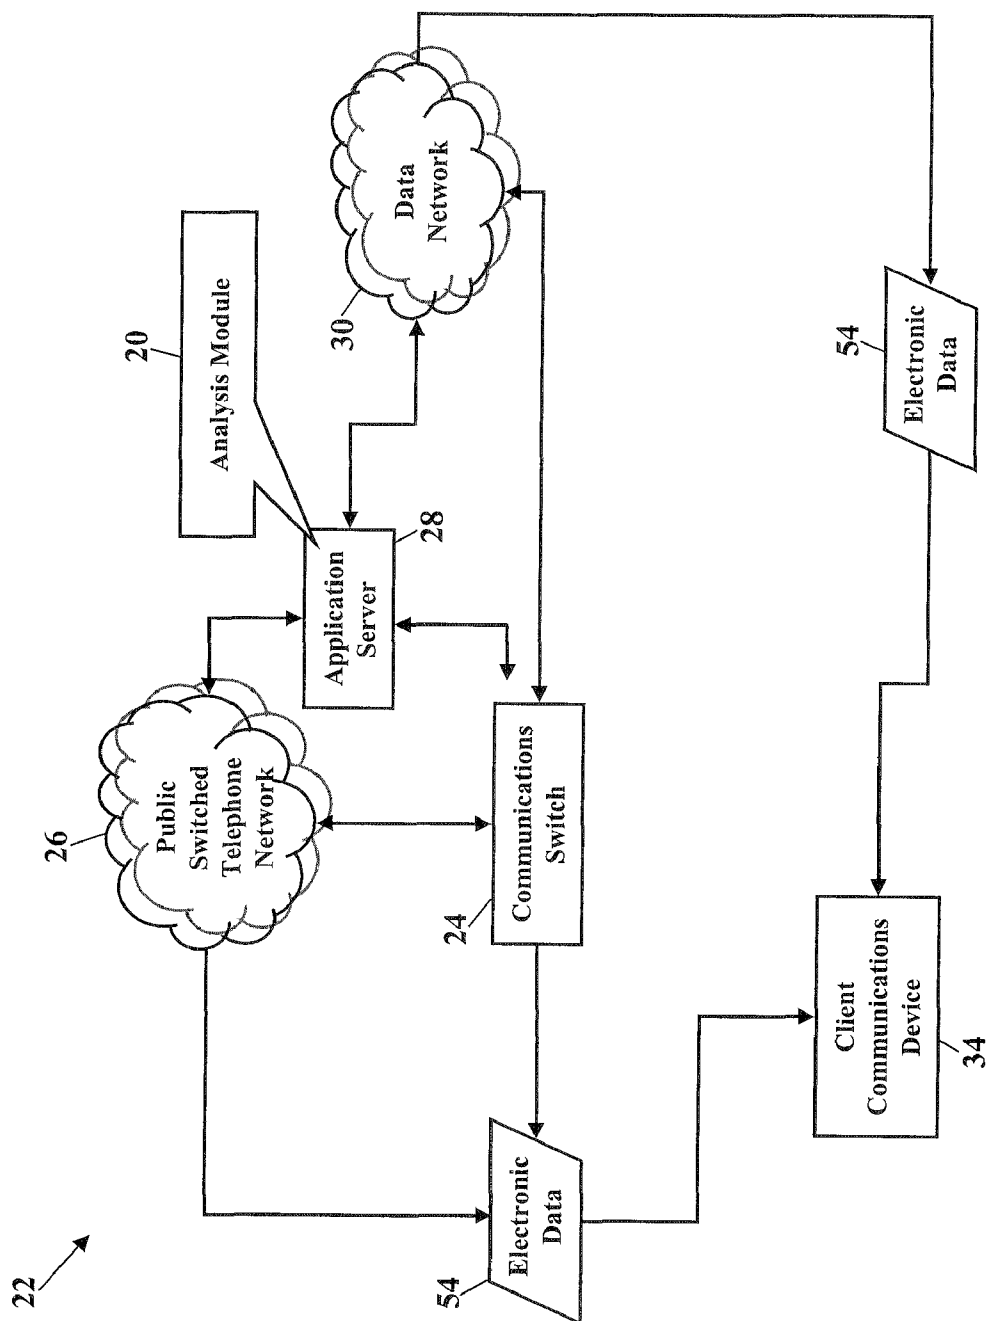 22
26
Public
Switched
Telephone
Network
20
Analysis Module
Application
Server
28
30
Data
Network
24
Communications
Switch
54
Electronic
Data
Client
Communications
Device
34
54
Electronic
Data